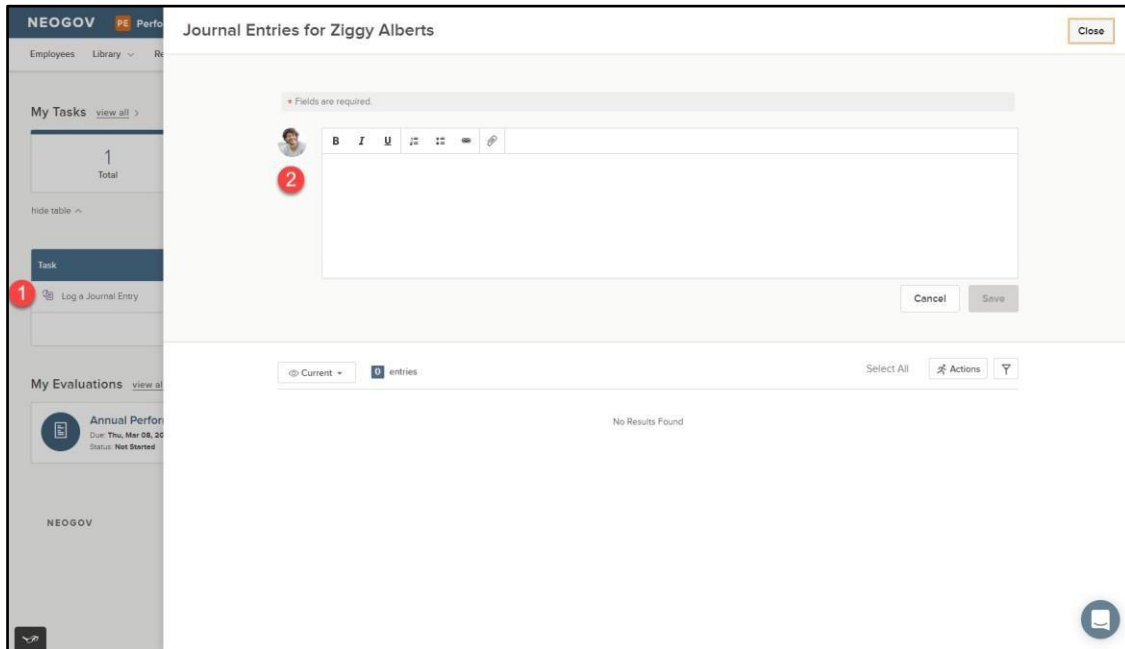 NEOGOV PE Perfo
Employees Library Re
My Tasks view all >
1
Total
hide table
Task
1 Log a Journal Entry
My Evaluations view al
Annual Perforr
Due: Thu, Mar 08, 20
Status: Not Started
NEOGOV
Journal Entries for Ziggy Alberts
Close
* Fields are required.
B I U
2
Cancel Save
Current 0 entries Select All Actions
No Results Found